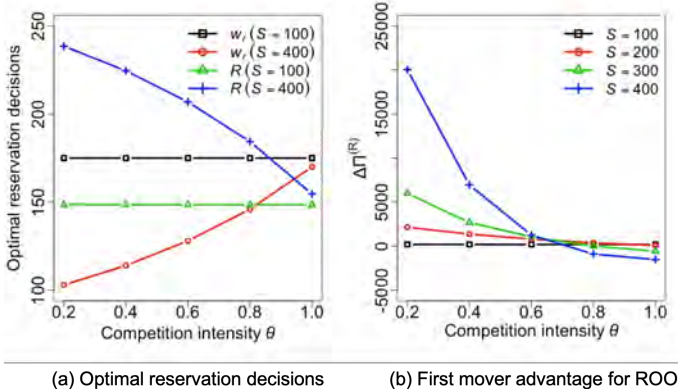 250
200
150
100
Optimal reservation decisions
w_r (S = 100)
w_r (S = 400)
R (S = 100)
R (S = 400)
0.2 0.4 0.6 0.8 1.0
Competition intensity θ
25000
15000
5000
0
-5000
ΔΠ^(R)
S = 100
S = 200
S = 300
S = 400
0.2 0.4 0.6 0.8 1.0
Competition intensity θ
(a) Optimal reservation decisions
(b) First mover advantage for ROO